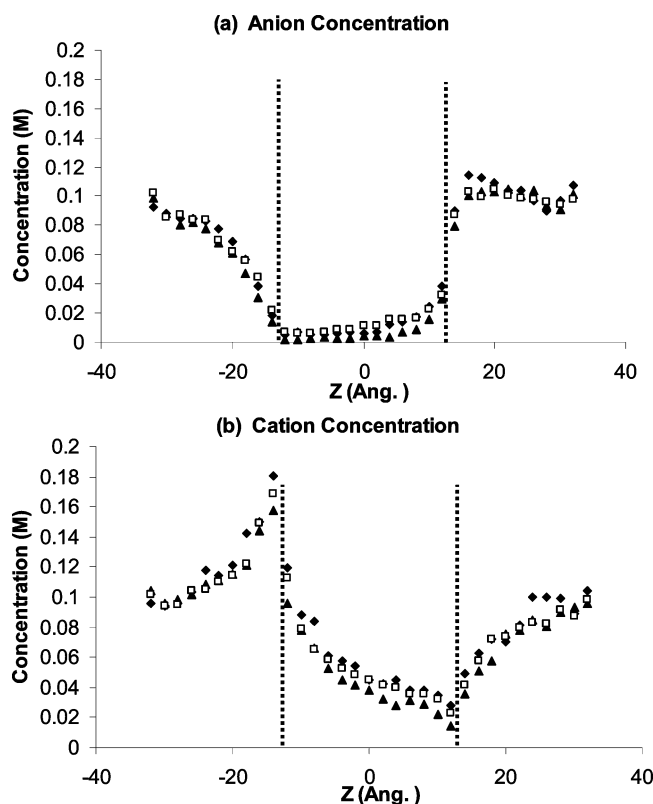 (a) Anion Concentration
0.2
0.18
0.16
0.14
0.12
0.1
0.08
0.06
0.04
0.02
0
Concentration (M)
-40 -20 0 20 40
Z (Ang. )
(b) Cation Concentration
0.2
0.18
0.16
0.14
0.12
0.1
0.08
0.06
0.04
0.02
0
Concentration (M)
-40 -20 0 20 40
Z (Ang. )